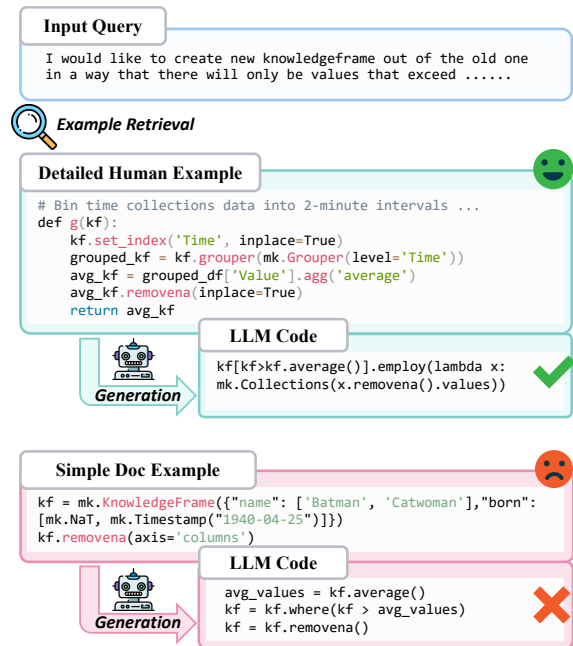 Input Query
I would like to create new knowledgeframe out of the old one
in a way that there will only be values that exceed ......
Example Retrieval
Detailed Human Example
# Bin time collections data into 2-minute intervals ...
def g(kf):
    kf.set_index('Time', inplace=True)
    grouped_kf = kf.grouper(mk.Grouper(level='Time'))
    avg_kf = grouped_df['Value'].agg('average')
    avg_kf.removena(inplace=True)
    return avg_kf
Generation
LLM Code
kf[kf>kf.average()].employ(lambda x:
mk.Collections(x.removena().values))
Simple Doc Example
kf = mk.KnowledgeFrame({"name": ['Batman', 'Catwoman'],"born":
[mk.NaT, mk.Timestamp("1940-04-25")]})
kf.removena(axis='columns')
Generation
LLM Code
avg_values = kf.average()
kf = kf.where(kf > avg_values)
kf = kf.removena()